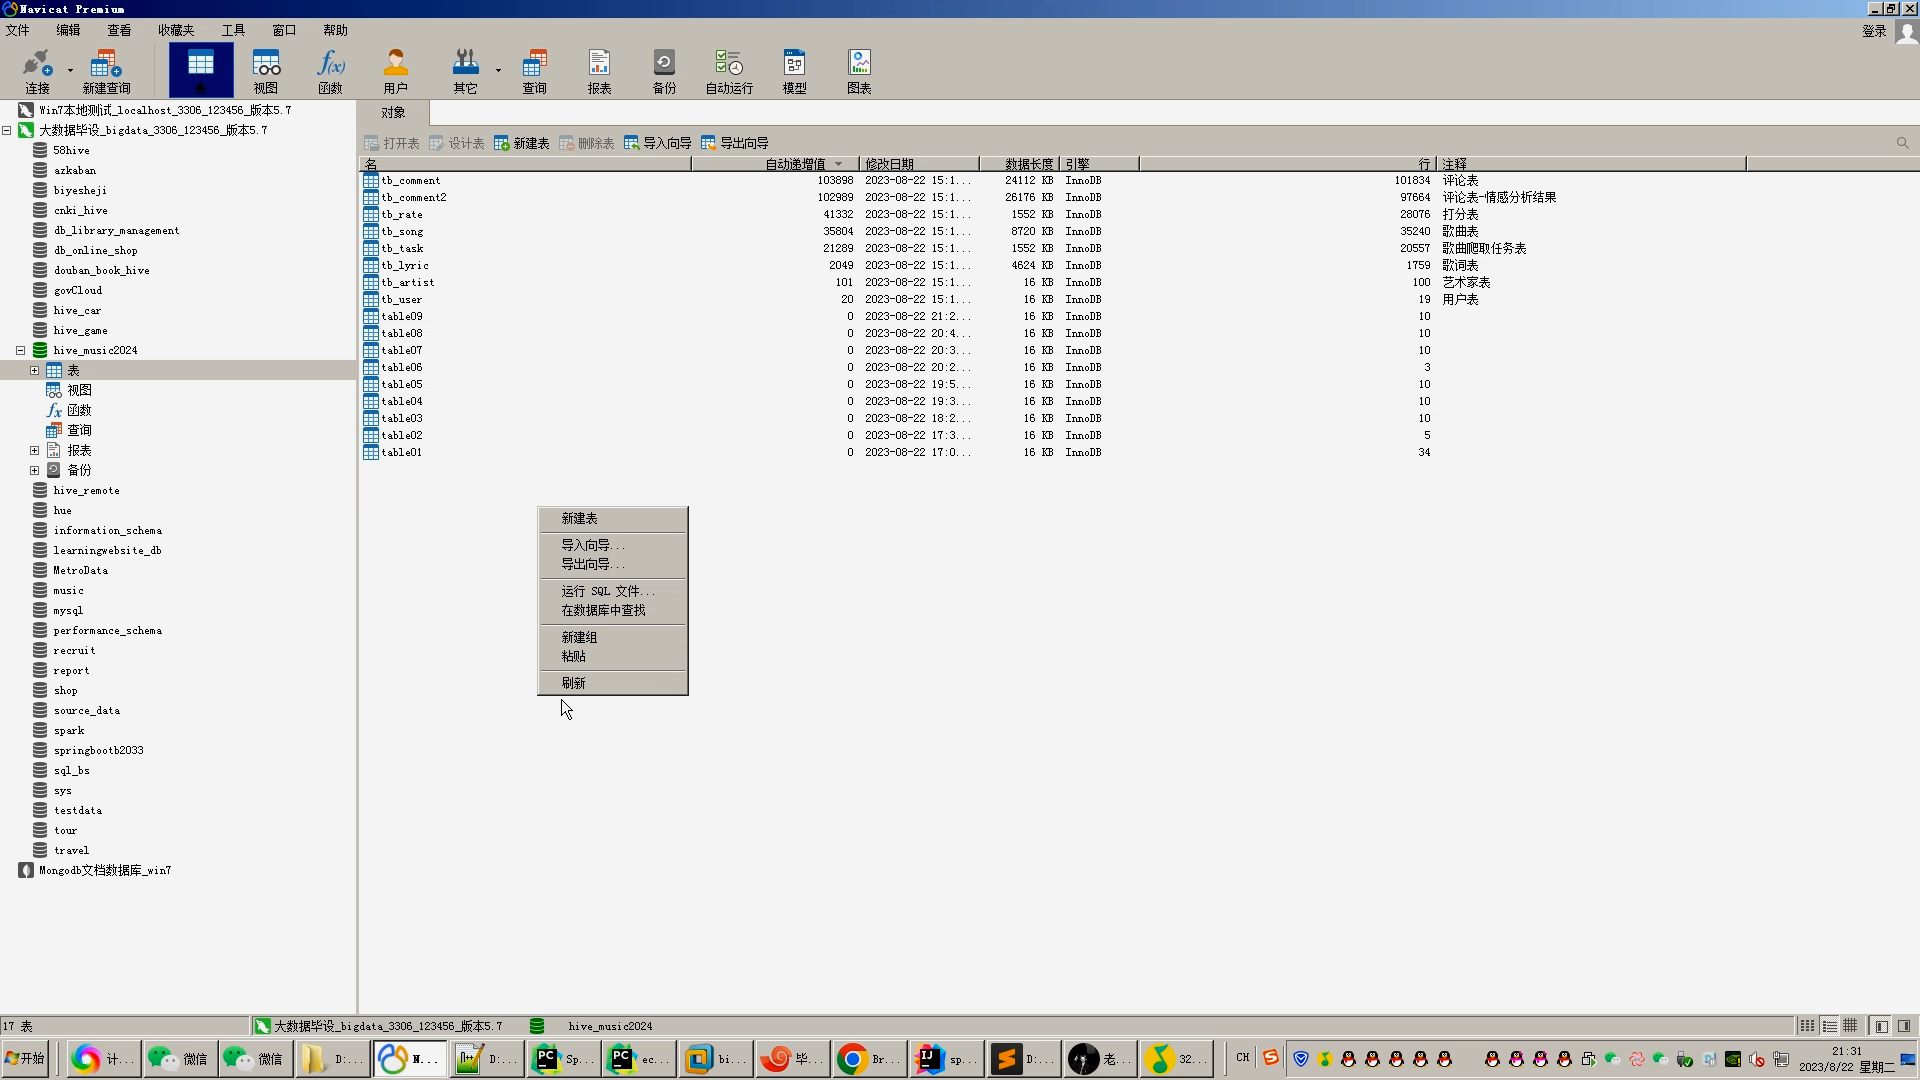 Navicat Premium
文件 编辑 查看 收藏夹 工具 窗口 帮助 登录
连接 新建查询 表 视图 函数 用户 其它 查询 报表 备份 自动运行 模型 图表
Win7本地测试_localhost_3306_123456_版本5.7
大数据毕设_bigdata_3306_123456_版本5.7
58hive
azkaban
biyesheji
cnki_hive
db_library_management
db_online_shop
douban_book_hive
govCloud
hive_car
hive_game
hive_music2024
表
视图
函数
查询
报表
备份
hive_remote
hue
information_schema
learningwebsite_db
MetroData
music
mysql
performance_schema
recruit
report
shop
source_data
spark
springbootb2033
sql_bs
sys
testdata
tour
travel
Mongodb文档数据库_win7
对象
打开表 设计表 新建表 删除表 导入向导 导出向导
名 自动递增值 修改日期 数据长度 引擎 行 注释
tb_comment 103898 2023-08-22 15:1... 24112 KB InnoDB 101834 评论表
tb_comment2 102989 2023-08-22 15:1... 26176 KB InnoDB 97664 评论表-情感分析结果
tb_rate 41332 2023-08-22 15:1... 1552 KB InnoDB 28076 打分表
tb_song 35804 2023-08-22 15:1... 8720 KB InnoDB 35240 歌曲表
tb_task 21289 2023-08-22 15:1... 1552 KB InnoDB 20557 歌曲爬取任务表
tb_lyric 2049 2023-08-22 15:1... 4624 KB InnoDB 1759 歌词表
tb_artist 101 2023-08-22 15:1... 16 KB InnoDB 100 艺术家表
tb_user 20 2023-08-22 15:1... 16 KB InnoDB 19 用户表
table09 0 2023-08-22 21:2... 16 KB InnoDB 10
table08 0 2023-08-22 20:4... 16 KB InnoDB 10
table07 0 2023-08-22 20:3... 16 KB InnoDB 10
table06 0 2023-08-22 20:2... 16 KB InnoDB 3
table05 0 2023-08-22 19:5... 16 KB InnoDB 10
table04 0 2023-08-22 19:3... 16 KB InnoDB 10
table03 0 2023-08-22 18:2... 16 KB InnoDB 10
table02 0 2023-08-22 17:3... 16 KB InnoDB 5
table01 0 2023-08-22 17:0... 16 KB InnoDB 34
新建表
导入向导...
导出向导...
运行 SQL 文件...
在数据库中查找
新建组
粘贴
刷新
17 表 大数据毕设_bigdata_3306_123456_版本5.7 hive_music2024
开始 计... 微信 微信 D:... N... D:... Sp... ec... bi... 毕... Br... sp... D:... 老... 32... CH
21:31
2023/8/22 星期二